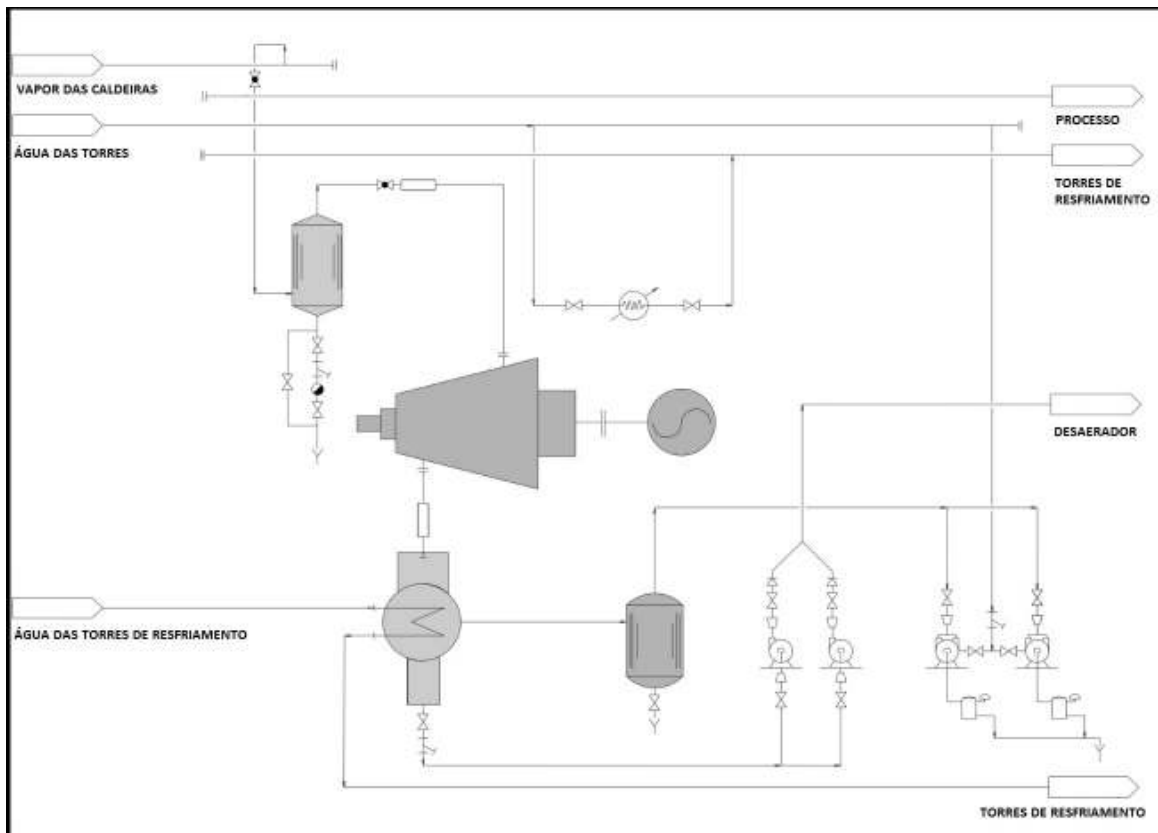 VAPOR DAS CALDEIRAS
PROCESSO
ÁGUA DAS TORRES
TORRES DE
RESFRIAMENTO
DESAERADOR
ÁGUA DAS TORRES DE RESFRIAMENTO
TORRES DE RESFRIAMENTO